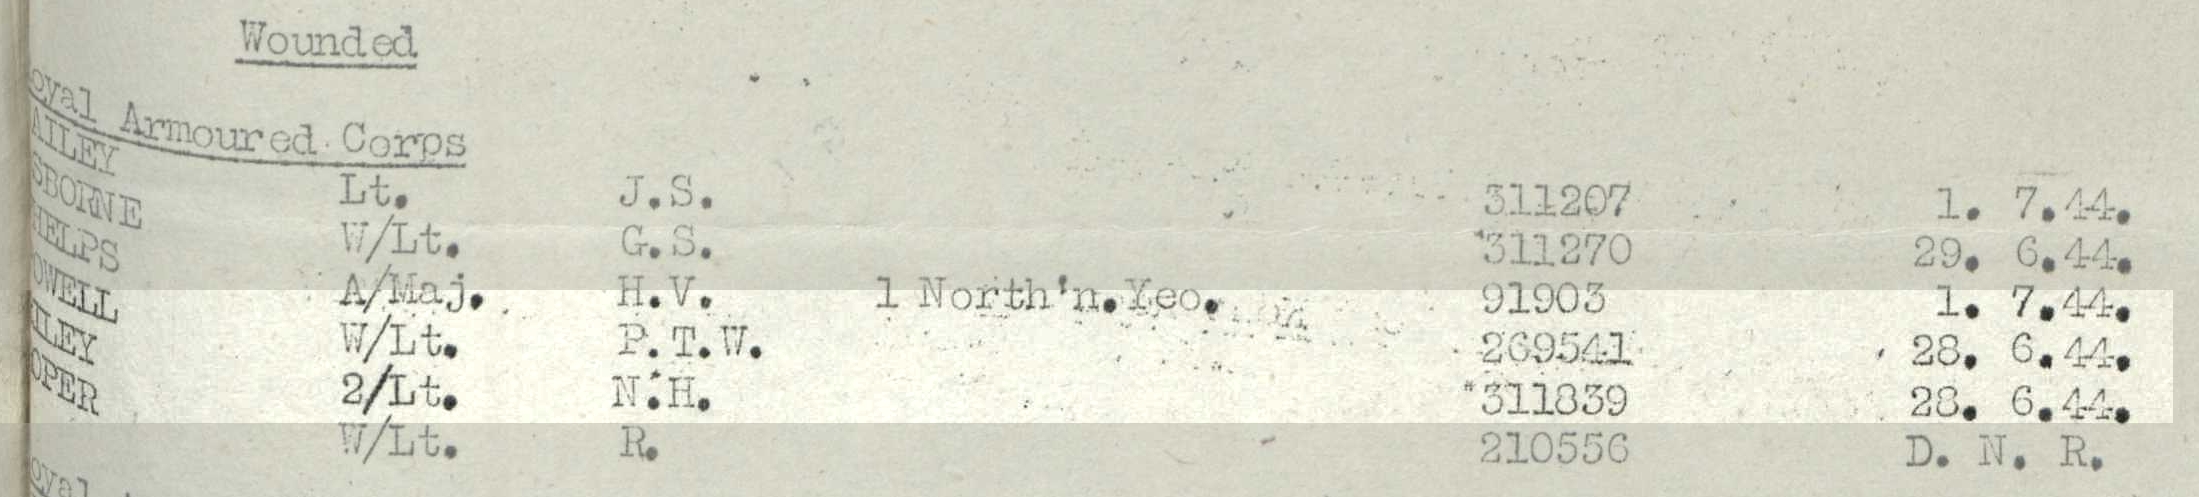 Wounded
oyal Armoured Corps
AILEY Lt. J.S. 311207 1. 7.44.
SBORNE W/Lt. G.S. 311270 29. 6.44.
HELPS A/Maj. H.V. 1 North'n.Yeo. 91903 1. 7.44.
OWELL W/Lt. P.T.W. 269541 28. 6.44.
ILEY 2/Lt. N.H. 311839 28. 6.44.
OPER W/Lt. R. 210556 D. N. R.
oyal